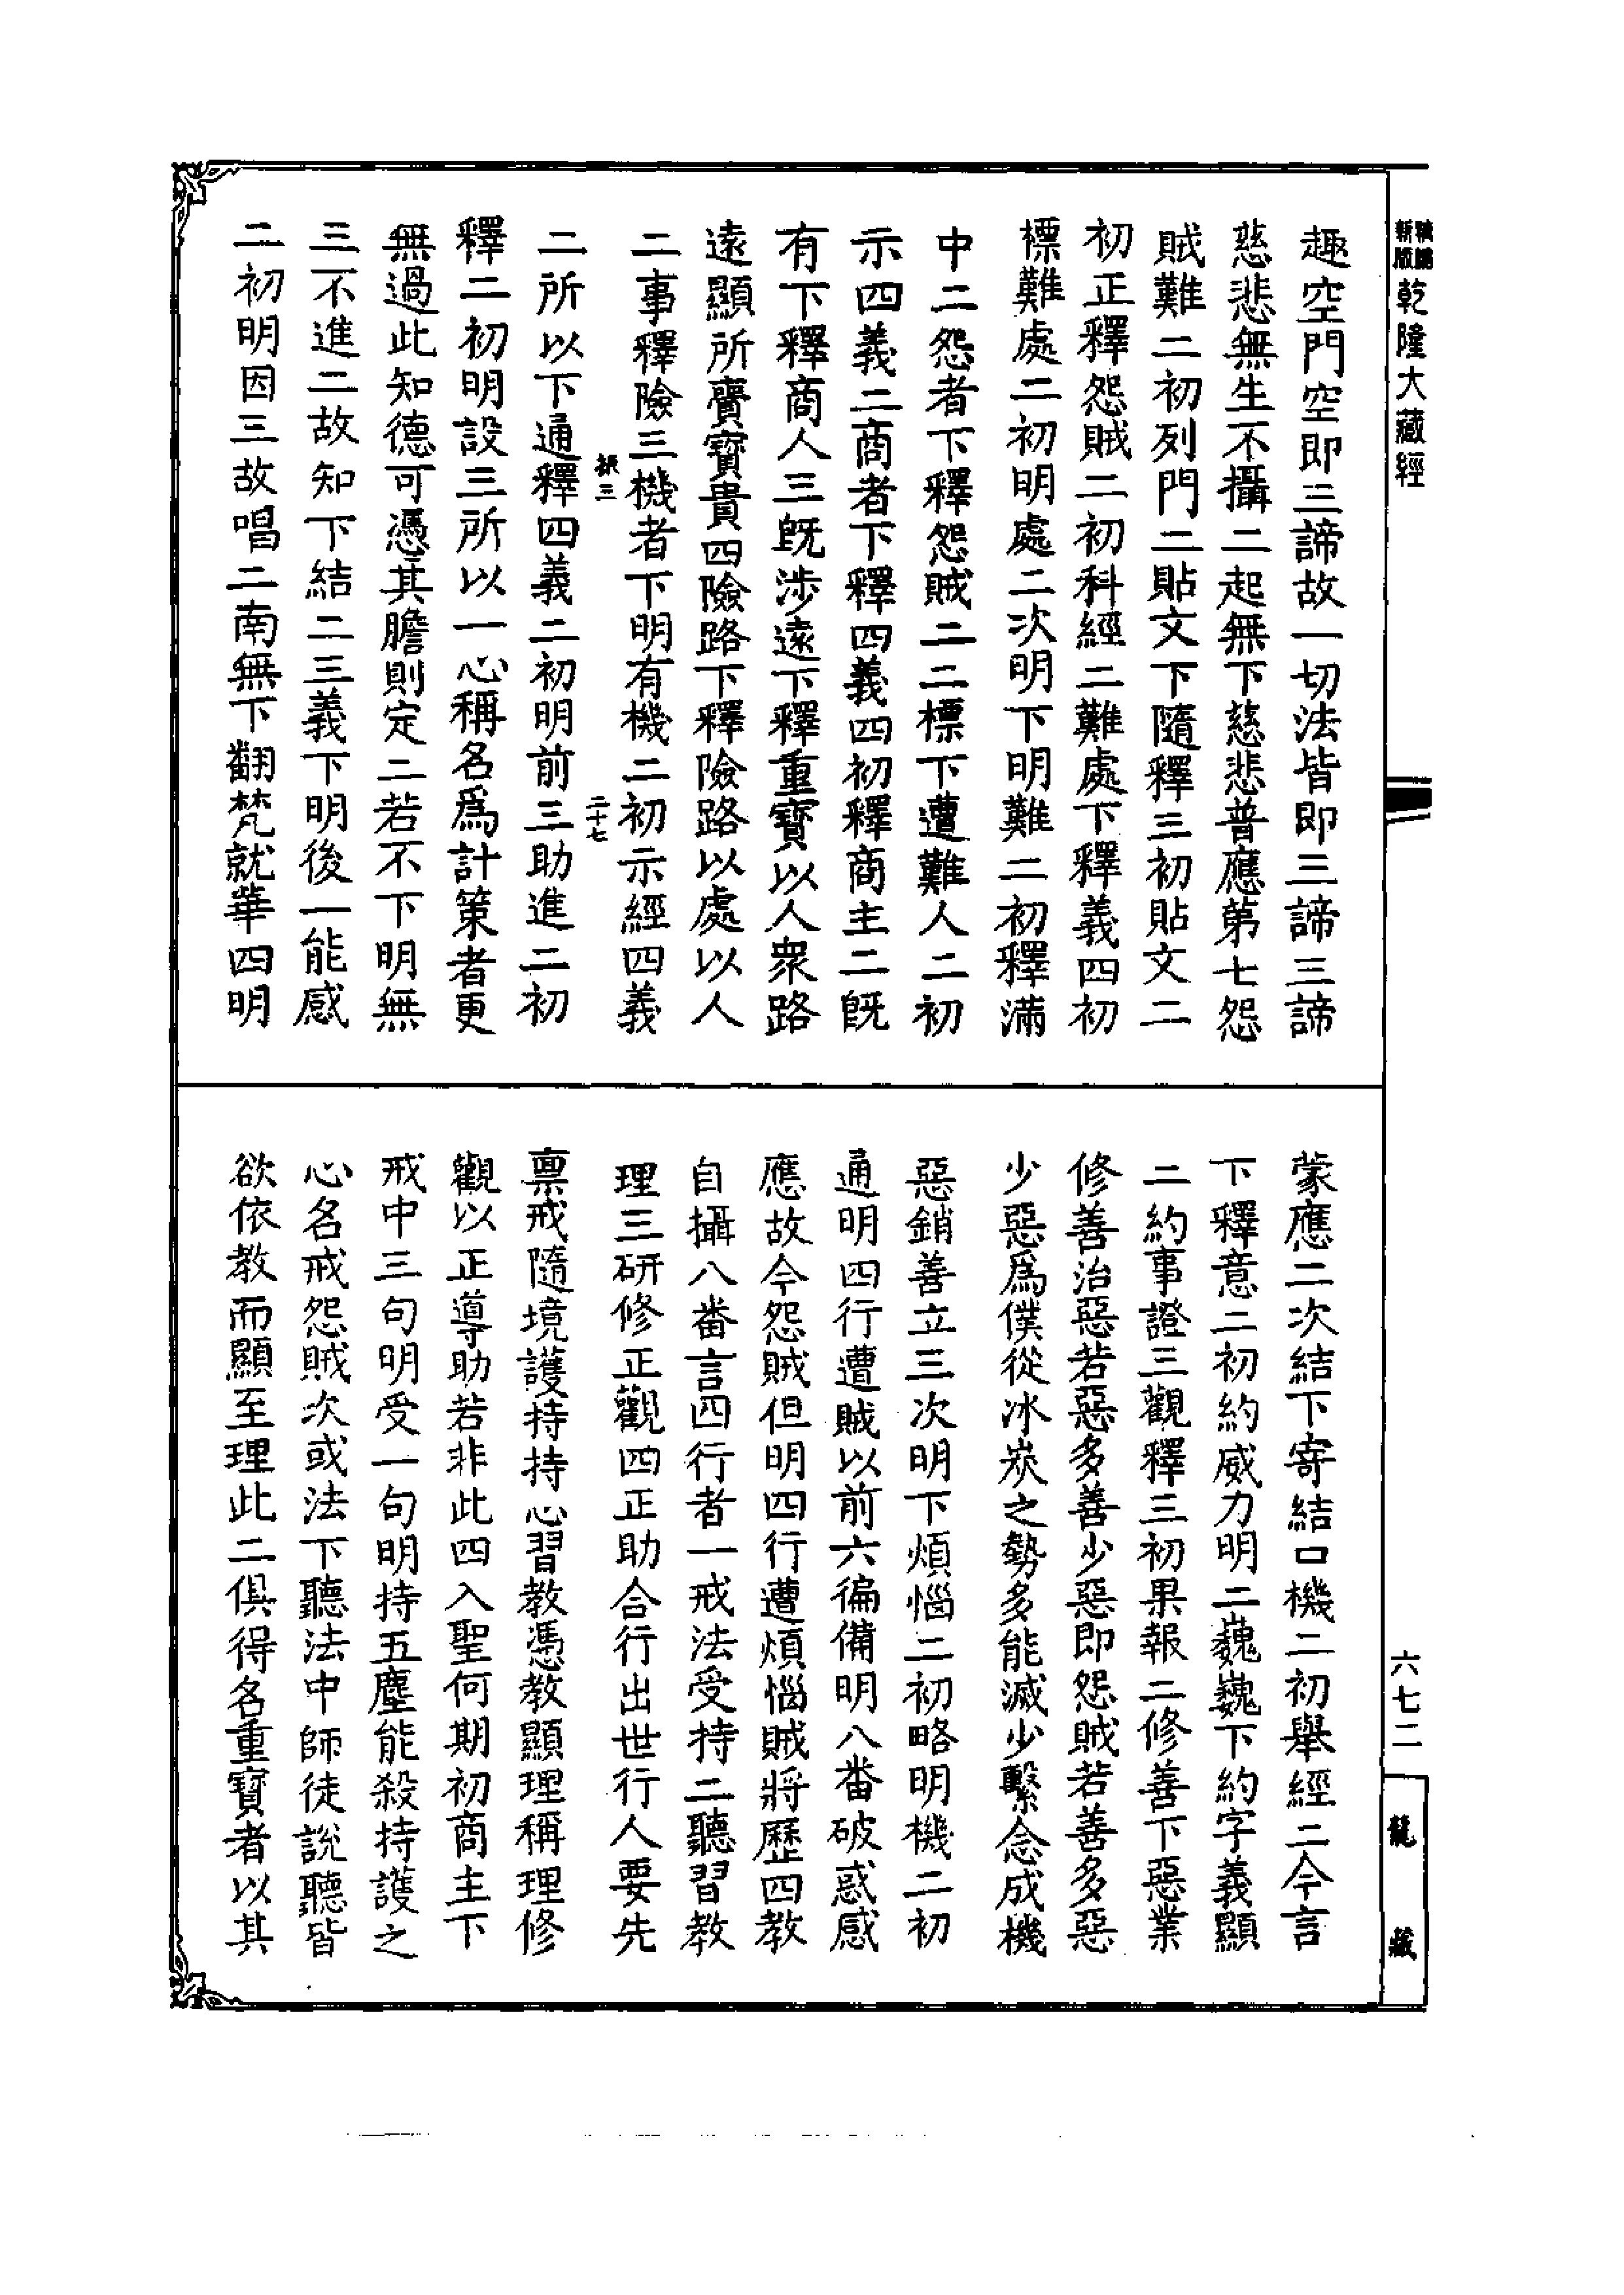 新版乾隆大藏經
趣空門空即三諦故一切法皆即三諦三諦
慈悲無生不攝二起無下慈悲普應第七怨
賊難二初列門二貼文下隨釋三初貼文二
初正釋怨賊二初科經二難處下釋義四初
標難處二初明處二次明下明難二初釋滿
中二怨者下釋怨賊二二標下遭難人二初
示四義二商者下釋四義四初釋商主二旣
有下釋商人三旣涉遠下釋重寶以人衆路
遠顯所賷寶貴四險路下釋險路以處以人
二事釋險三機者下明有機二初示經四義
振三
二十七
二所以下通釋四義二初明前三助進二初
釋二初明設三所以一心稱名爲計策者更
無過此知德可憑其膽則定二若不下明無
三不進二故知下結二三義下明後一能感
二初明因三故唱二南無下翻梵就華四明
蒙應二次結下寄結口機二初舉經二今言
下釋意二初約威力明二巍巍下約字義顯
二約事證三觀釋三初果報二修善下惡業
修善治惡若惡多善少惡即怨賊若善多惡
少惡爲僕從冰炭之勢多能滅少繫念成機
惡銷善立三次明下煩惱二初略明機二初
通明四行遭賊以前六徧備明八番破惑感
應故今怨賊但明四行遭煩惱賊將歷四教
自攝八番言四行者一戒法受持二聽習教
理三研修正觀四正助合行出世行人要先
禀戒隨境護持持心習教憑教顯理稱理修
觀以正導助若非此四入聖何期初商主下
戒中三句明受一句明持五塵能殺持護之
心名戒怨賊次或法下聽法中師徒說聽皆
欲依教而顯至理此二俱得名重寶者以其
六七二
龍藏